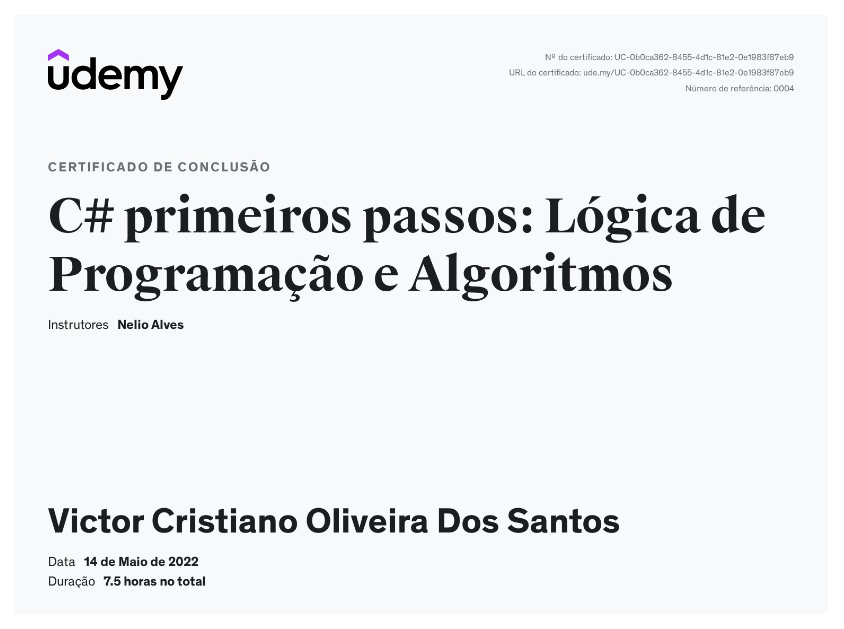 udemy
Nº do certificado: UC-0b0ca362-8455-4d1c-81e2-0e1983f87eb9
URL do certificado: ude.my/UC-0b0ca362-8455-4d1c-81e2-0e1983f87eb9
Número de referência: 0004
CERTIFICADO DE CONCLUSÃO
C# primeiros passos: Lógica de
Programação e Algoritmos
Instrutores Nelio Alves
Victor Cristiano Oliveira Dos Santos
Data 14 de Maio de 2022
Duração 7.5 horas no total